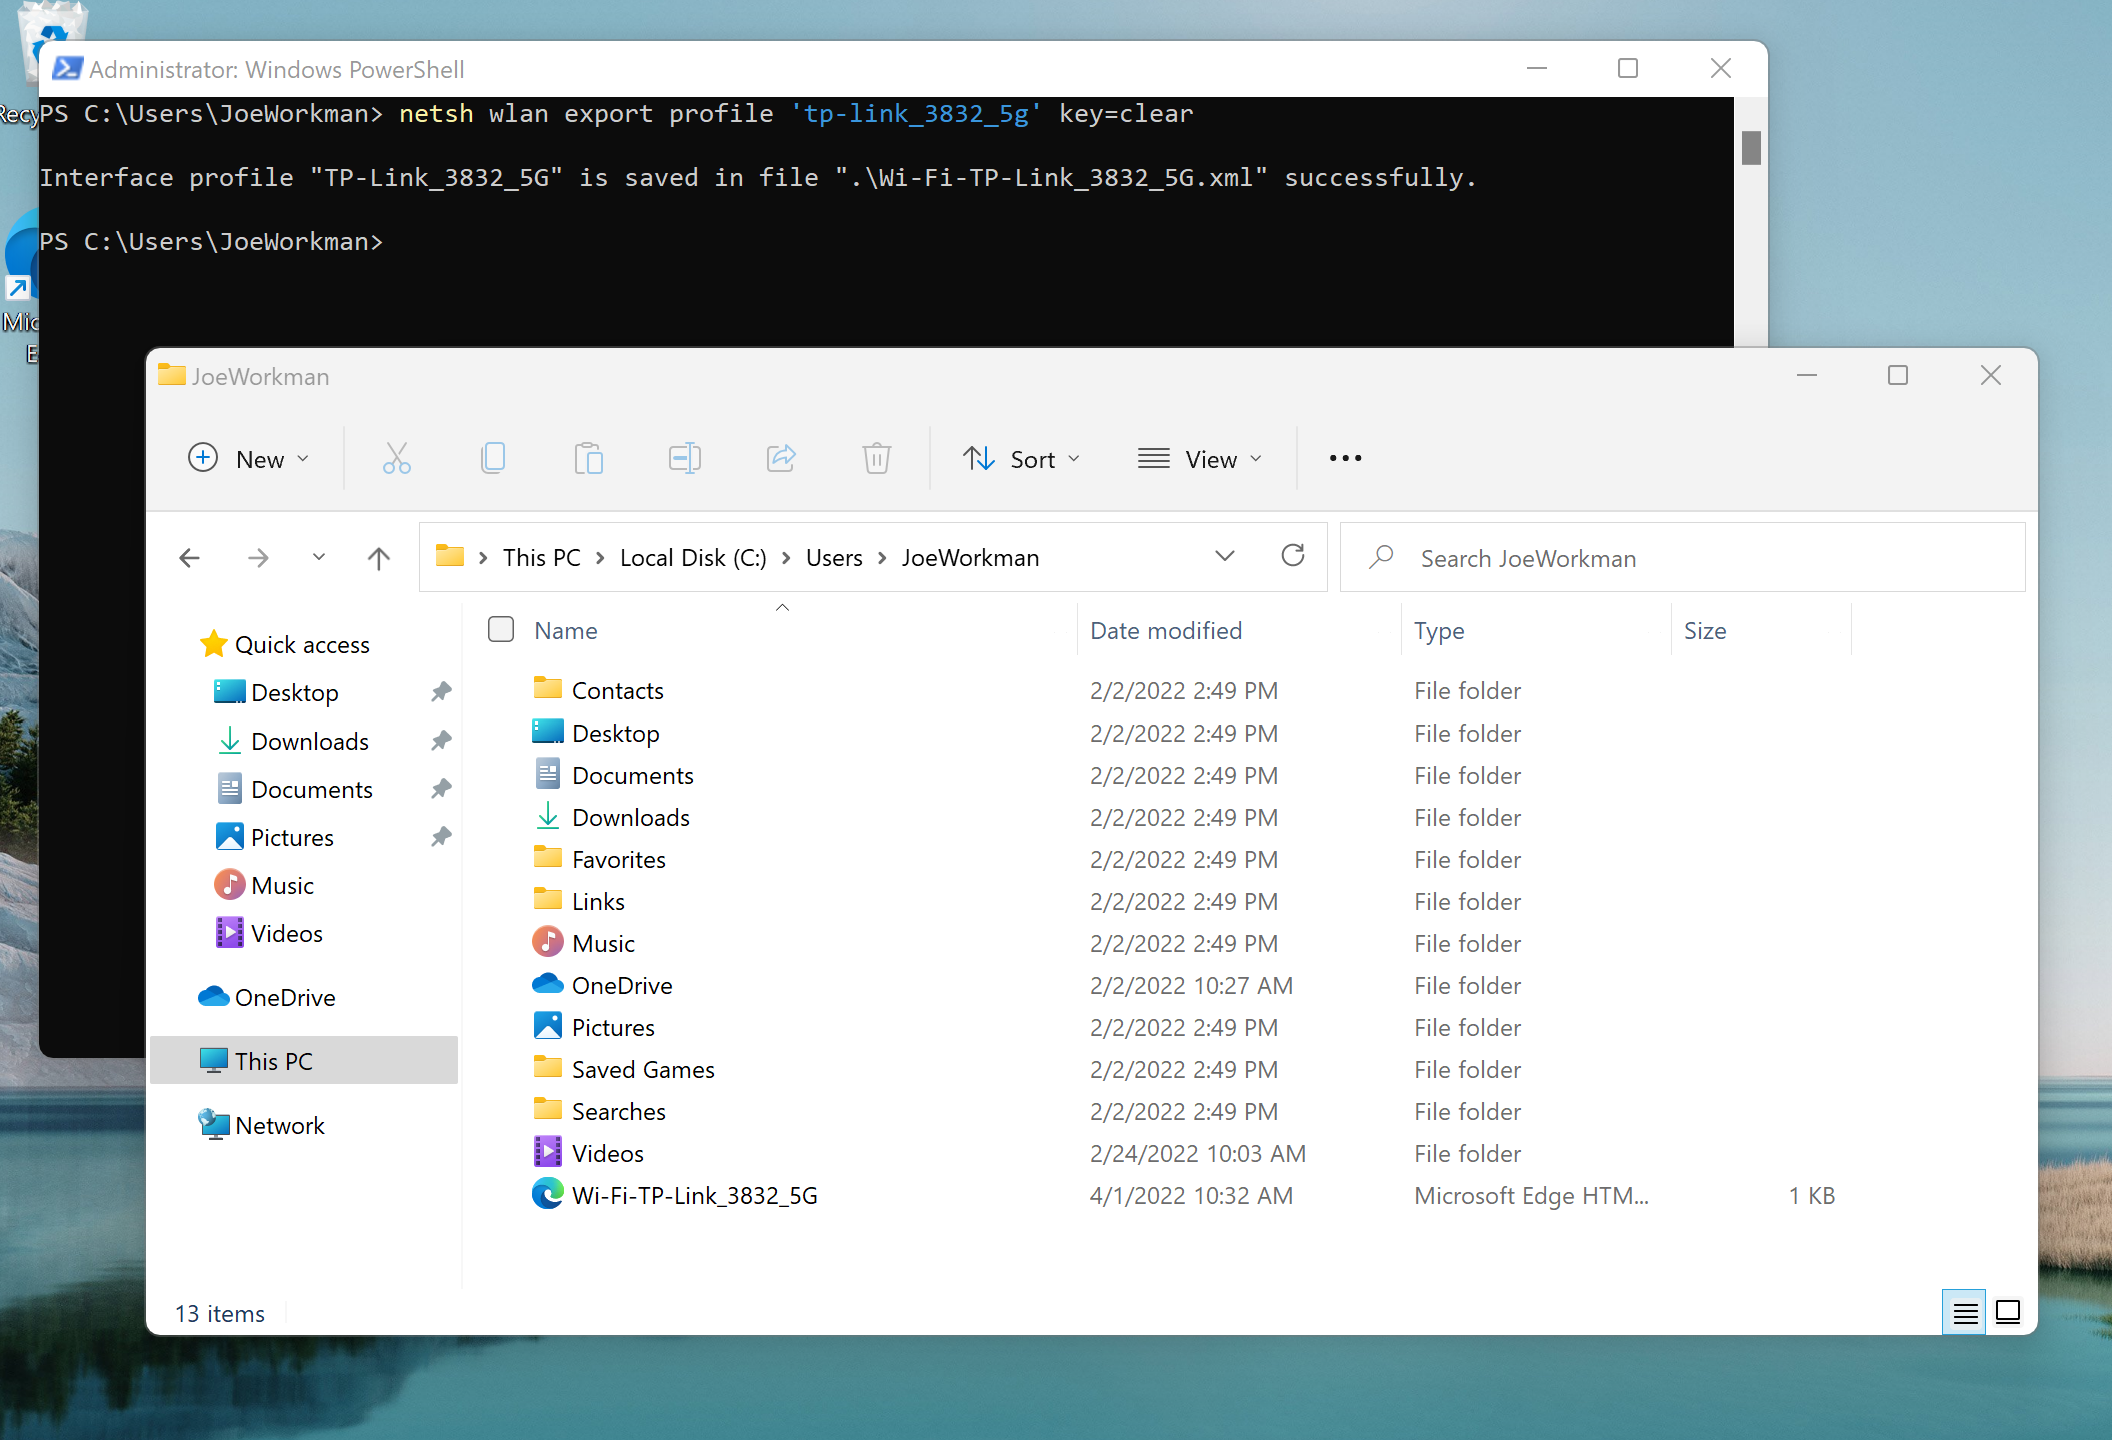 Administrator: Windows PowerShell
Recy
PS C:\Users\JoeWorkman> netsh wlan export profile 'tp-link_3832_5g' key=clear
Interface profile "TP-Link_3832_5G" is saved in file ".\Wi-Fi-TP-Link_3832_5G.xml" successfully.
PS C:\Users\JoeWorkman>
Mic
E
JoeWorkman
New Sort View
This PC > Local Disk (C:) > Users > JoeWorkman
Search JoeWorkman
Quick access
Desktop
Downloads
Documents
Pictures
Music
Videos
OneDrive
This PC
Network
Name Date modified Type Size
Contacts 2/2/2022 2:49 PM File folder
Desktop 2/2/2022 2:49 PM File folder
Documents 2/2/2022 2:49 PM File folder
Downloads 2/2/2022 2:49 PM File folder
Favorites 2/2/2022 2:49 PM File folder
Links 2/2/2022 2:49 PM File folder
Music 2/2/2022 2:49 PM File folder
OneDrive 2/2/2022 10:27 AM File folder
Pictures 2/2/2022 2:49 PM File folder
Saved Games 2/2/2022 2:49 PM File folder
Searches 2/2/2022 2:49 PM File folder
Videos 2/24/2022 10:03 AM File folder
Wi-Fi-TP-Link_3832_5G 4/1/2022 10:32 AM Microsoft Edge HTM... 1 KB
13 items